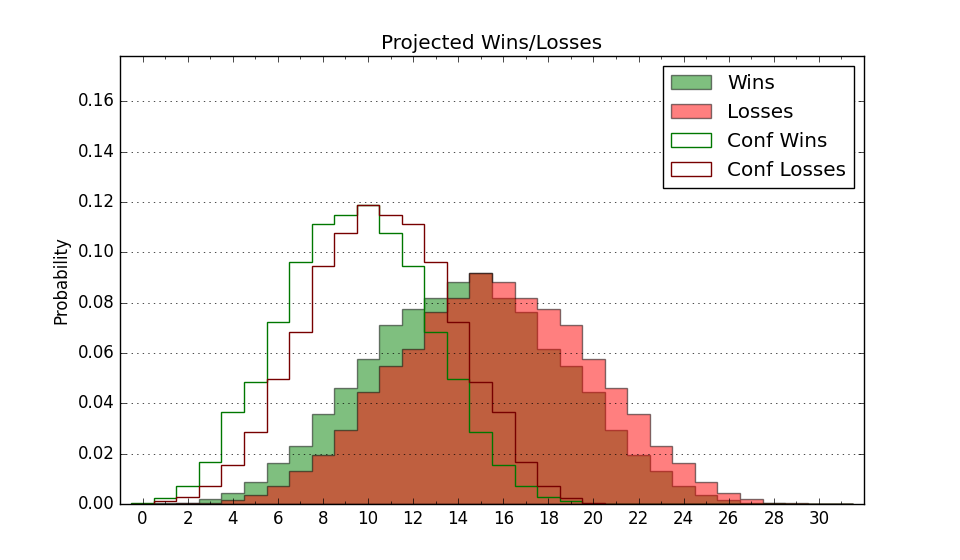 Projected Wins/Losses
Wins
Losses
Conf Wins
Conf Losses
Probability
0.16
0.14
0.12
0.10
0.08
0.06
0.04
0.02
0.00
0 2 4 6 8 10 12 14 16 18 20 22 24 26 28 30